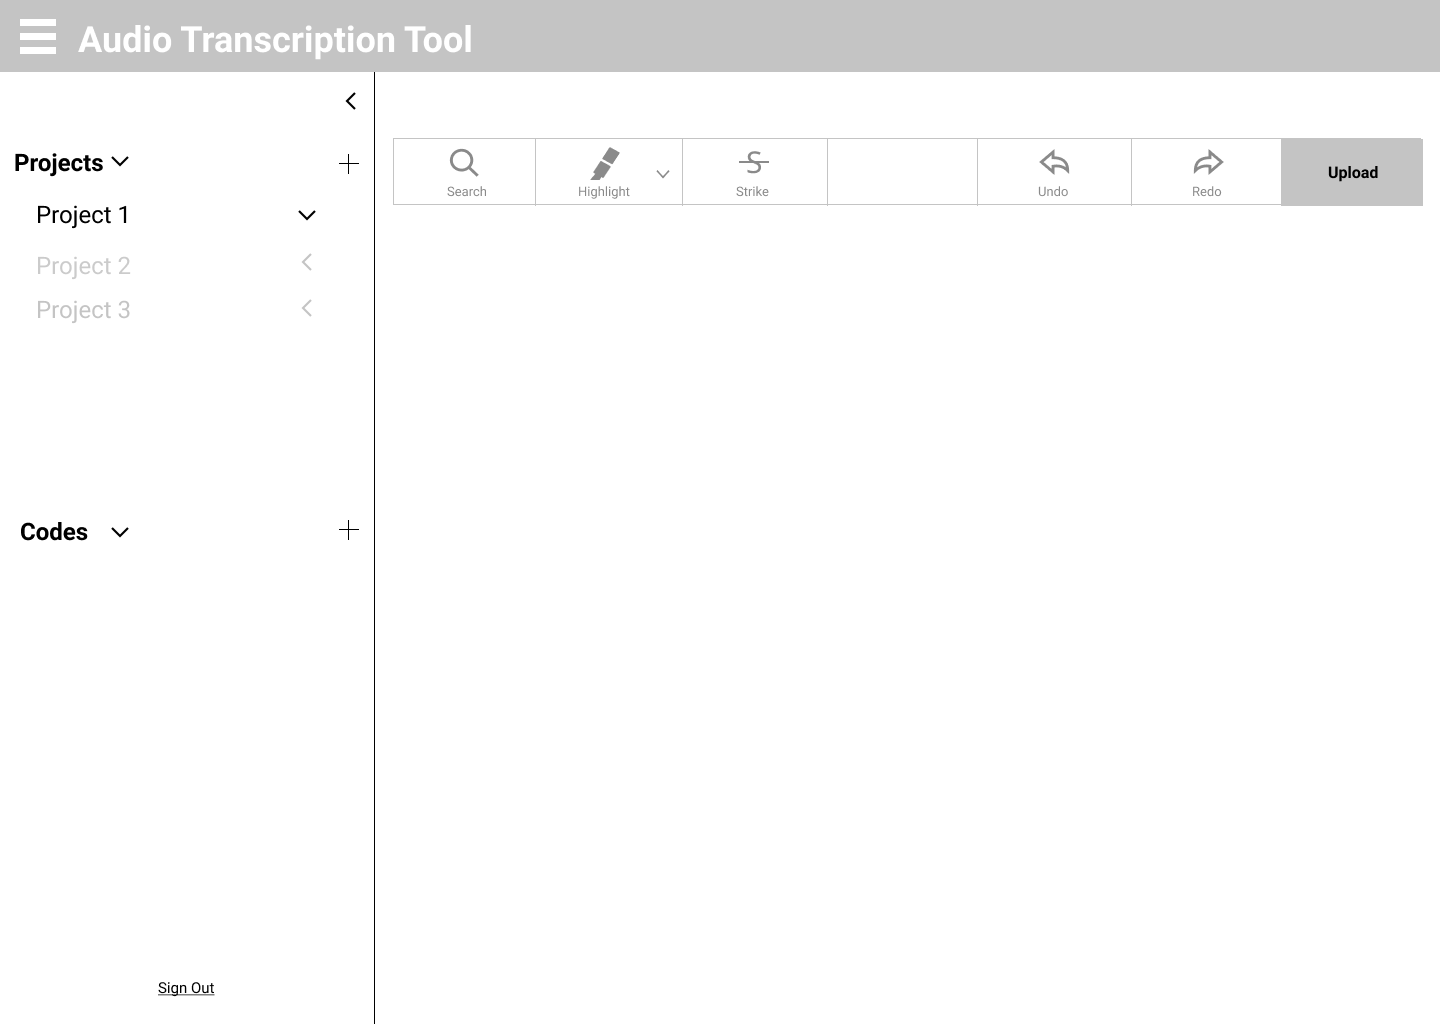 Audio Transcription Tool
Projects
Project 1
Project 2
Project 3
Codes
Sign Out
Search
Highlight
Strike
Undo
Redo
Upload